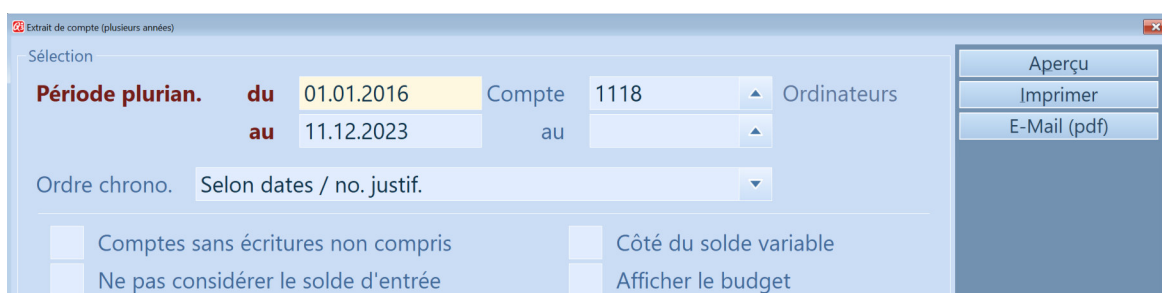 Extrait de compte (plusieurs années)
Sélection
Période plurian. du 01.01.2016 Compte 1118 Ordinateurs
au 11.12.2023 au
Ordre chrono. Selon dates / no. justif.
Comptes sans écritures non compris Côté du solde variable
Ne pas considérer le solde d'entrée Afficher le budget
Aperçu
Imprimer
E-Mail (pdf)